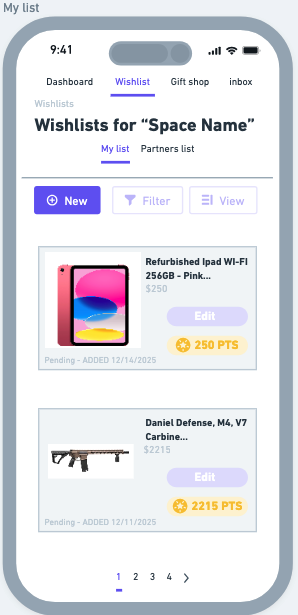 My list
9:41
Dashboard Wishlist Gift shop inbox
Wishlists
Wishlists for “Space Name”
My list Partners list
New Filter View
Refurbished Ipad WI-FI
256GB - Pink...
$250
Edit
250 PTS
Pending - ADDED 12/14/2025
Daniel Defense, M4, V7
Carbine...
$2215
Edit
2215 PTS
Pending - ADDED 12/11/2025
1 2 3 4